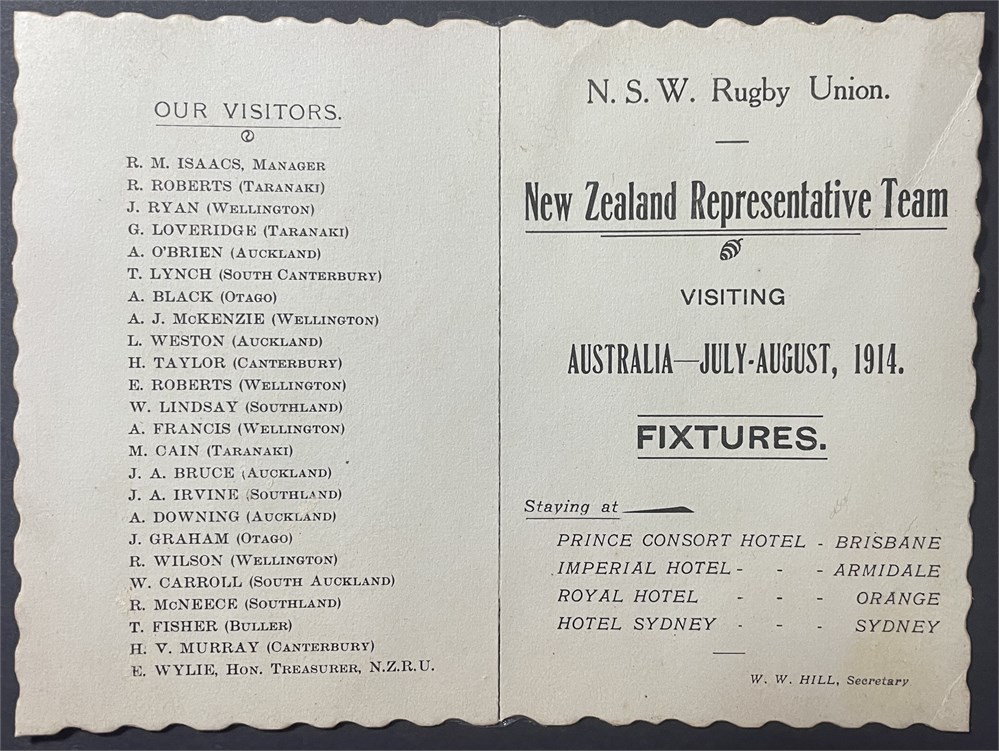 OUR VISITORS.
R. M. ISAACS, MANAGER
R. ROBERTS (TARANAKI)
J. RYAN (WELLINGTON)
G. LOVERIDGE (TARANAKI)
A. O'BRIEN (AUCKLAND)
T. LYNCH (SOUTH CANTERBURY)
A. BLACK (OTAGO)
A. J. McKENZIE (WELLINGTON)
L. WESTON (AUCKLAND)
H. TAYLOR (CANTERBURY)
E. ROBERTS (WELLINGTON)
W. LINDSAY (SOUTHLAND)
A. FRANCIS (WELLINGTON)
M. CAIN (TARANAKI)
J. A. BRUCE (AUCKLAND)
J. A. IRVINE (SOUTHLAND)
A. DOWNING (AUCKLAND)
J. GRAHAM (OTAGO)
R. WILSON (WELLINGTON)
W. CARROLL (SOUTH AUCKLAND)
R. McNEECE (SOUTHLAND)
T. FISHER (BULLER)
H. V. MURRAY (CANTERBURY)
E. WYLIE, HON. TREASURER, N.Z.R.U.
N. S. W. Rugby Union.
New Zealand Representative Team
VISITING
AUSTRALIA—JULY-AUGUST, 1914.
FIXTURES.
Staying at
PRINCE CONSORT HOTEL - BRISBANE
IMPERIAL HOTEL - - - ARMIDALE
ROYAL HOTEL - - - ORANGE
HOTEL SYDNEY - - - SYDNEY
W. W. HILL, Secretary